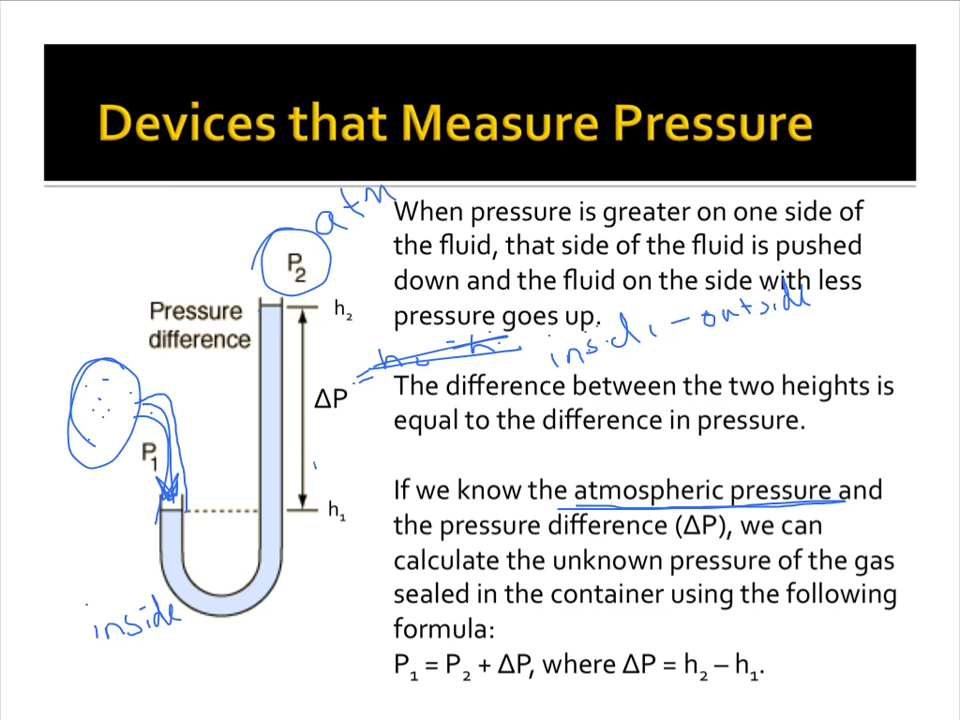 Devices that Measure Pressure
atm
P₂
When pressure is greater on one side of
the fluid, that side of the fluid is pushed
down and the fluid on the side with less
pressure goes up.
h₂
Pressure
difference
- outside
ΔP
=
The difference between the two heights is
equal to the difference in pressure.
P₁
h₁
If we know the atmospheric pressure and
the pressure difference (ΔP), we can
calculate the unknown pressure of the gas
sealed in the container using the following
formula:
P₁ = P₂ + ΔP, where ΔP = h₂ – h₁.
inside